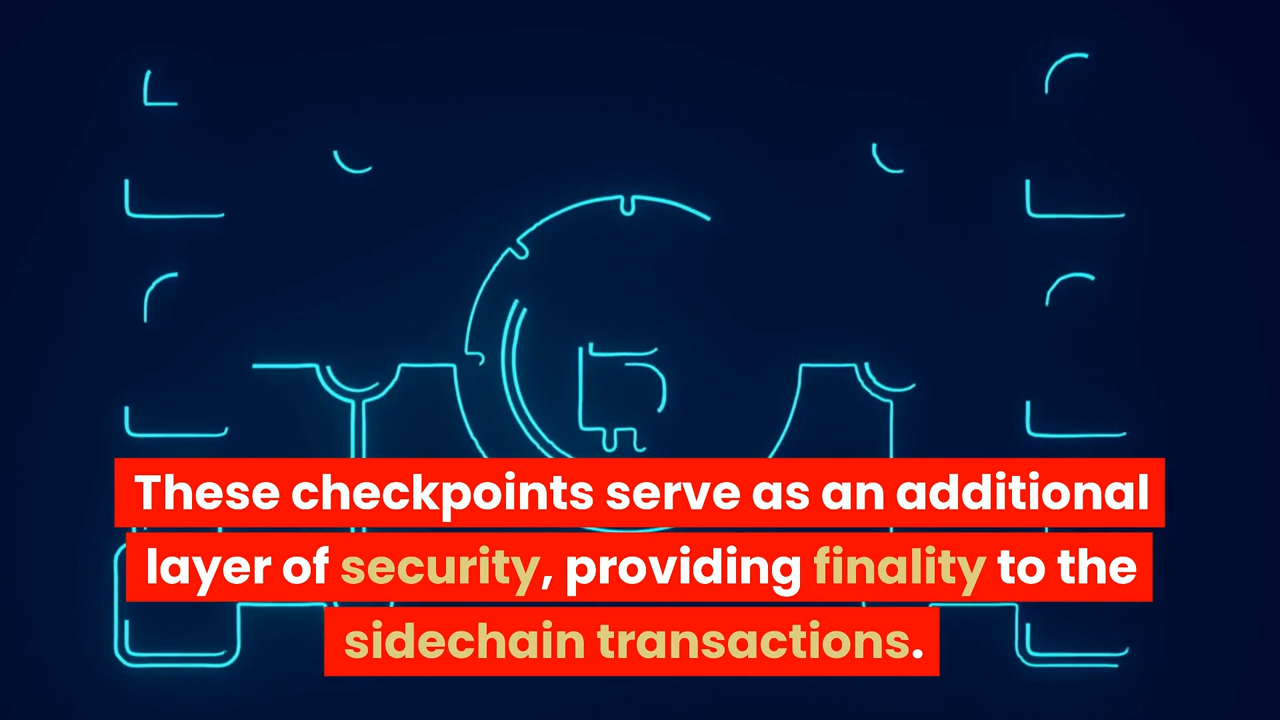 These checkpoints serve as an additional
layer of security, providing finality to the
sidechain transactions.